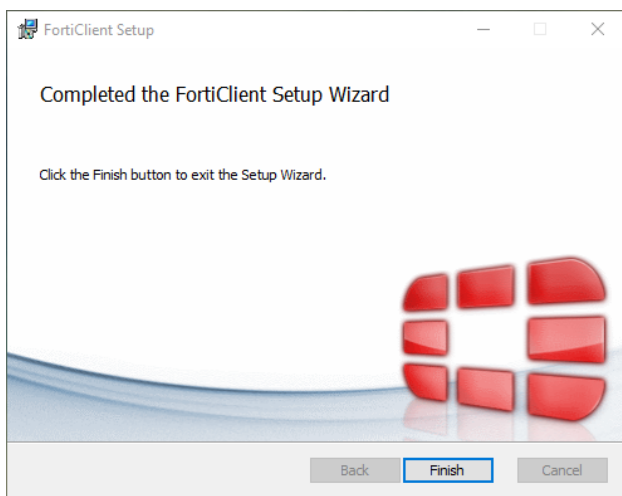 FortiClient Setup
Completed the FortiClient Setup Wizard
Click the Finish button to exit the Setup Wizard.
Back Finish Cancel